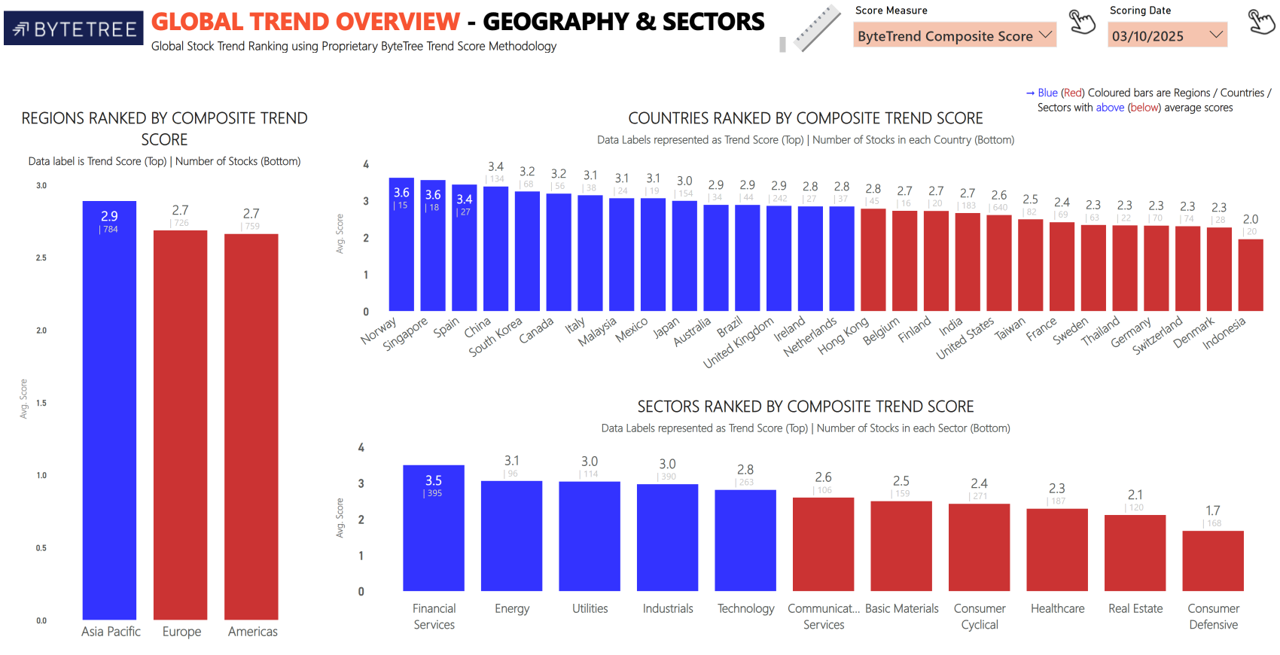 BYTETREE
GLOBAL TREND OVERVIEW - GEOGRAPHY & SECTORS
Global Stock Trend Ranking using Proprietary ByteTree Trend Score Methodology
Score Measure
ByteTrend Composite Score
Scoring Date
03/10/2025
→ Blue (Red) Coloured bars are Regions / Countries /
Sectors with above (below) average scores
REGIONS RANKED BY COMPOSITE TREND
SCORE
Data label is Trend Score (Top) | Number of Stocks (Bottom)
Avg. Score
3.0
2.5
2.0
1.5
1.0
0.5
0.0
2.9
| 784
2.7
| 726
2.7
| 759
Asia Pacific Europe Americas
COUNTRIES RANKED BY COMPOSITE TREND SCORE
Data Labels represented as Trend Score (Top) | Number of Stocks in each Country (Bottom)
Avg. Score
4
3
2
1
0
3.6
| 15
3.6
| 18
3.4
| 27
3.4
| 134
3.2
| 68
3.2
| 56
3.1
| 38
3.1
| 24
3.1
| 19
3.0
| 154
2.9
| 34
2.9
| 44
2.9
| 242
2.8
| 27
2.8
| 37
2.8
| 45
2.7
| 16
2.7
| 20
2.7
| 183
2.6
| 640
2.5
| 82
2.4
| 69
2.3
| 63
2.3
| 22
2.3
| 70
2.3
| 74
2.3
| 28
2.0
| 20
Norway
Singapore
Spain
China
South Korea
Canada
Italy
Malaysia
Mexico
Japan
Australia
Brazil
United Kingdom
Ireland
Netherlands
Hong Kong
Belgium
Finland
India
United States
Taiwan
France
Sweden
Thailand
Germany
Switzerland
Denmark
Indonesia
SECTORS RANKED BY COMPOSITE TREND SCORE
Data Labels represented as Trend Score (Top) | Number of Stocks in each Sector (Bottom)
Avg. Score
4
3
2
1
0
3.5
| 395
3.1
| 96
3.0
| 114
3.0
| 390
2.8
| 263
2.6
| 106
2.5
| 159
2.4
| 271
2.3
| 187
2.1
| 120
1.7
| 168
Financial
Services
Energy
Utilities
Industrials
Technology
Communicat...
Services
Basic Materials
Consumer
Cyclical
Healthcare
Real Estate
Consumer
Defensive